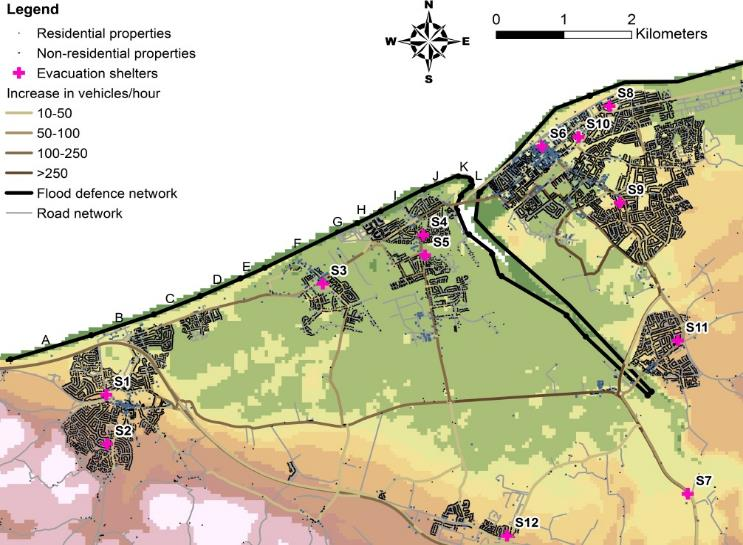 Legend
Residential properties
Non-residential properties
Evacuation shelters
Increase in vehicles/hour
10-50
50-100
100-250
>250
Flood defence network
Road network
N
W E
S
0 1 2
Kilometers
S8
S10
S6
S9
K
L
J
I
H
G
F
E
D
C
B
A
S4
S5
S3
S11
S1
S2
S7
S12